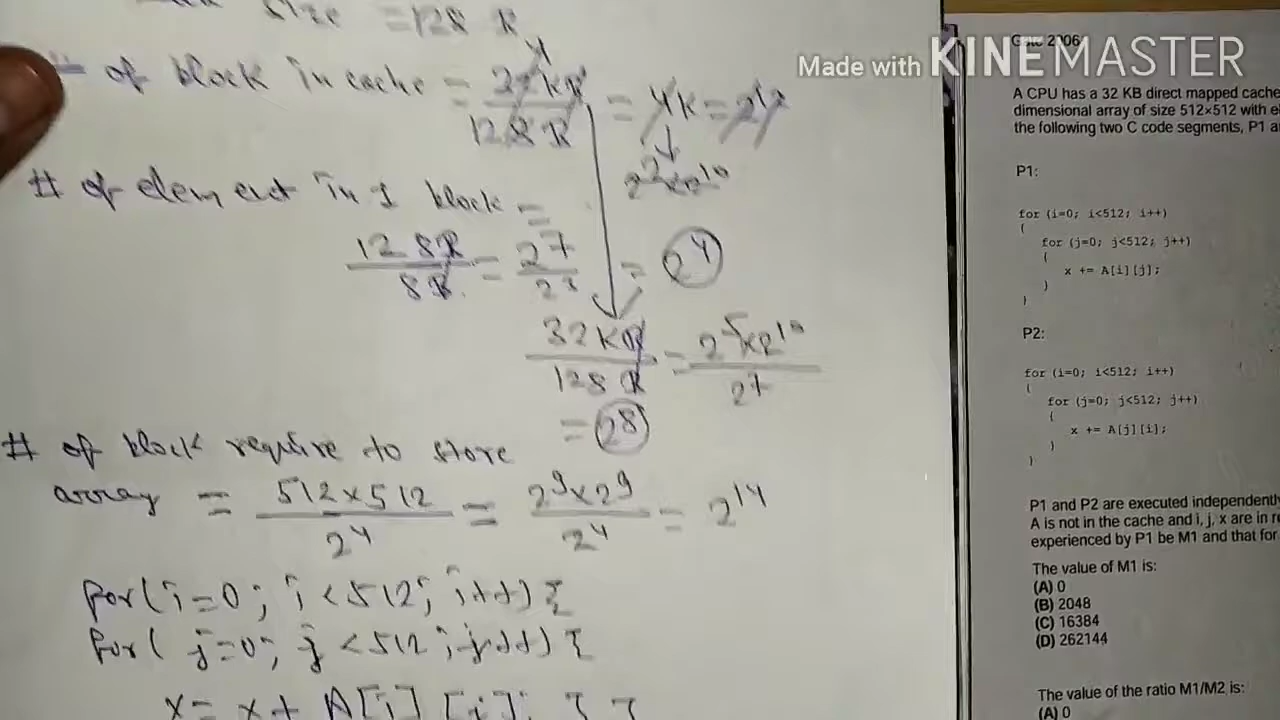 size = 128 B
# of block in cache = 32 KB / 128 B = 4K = 2^12
2^2 x 2^10
# of element in 1 block =
128B / 8B = 2^7 / 2^3 = 2^4
32KB / 128 B = 2^5 x 2^10 / 2^7
= 2^8
# of block require to store
array = 512 x 512 / 2^4 = 2^9 x 2^9 / 2^4 = 2^14
for(i=0; i<512; i++) {
for( j=0; j<512; j++) {
x = x + A[i] [j]; } }
Made with KINEMASTER
Gate 2006
A CPU has a 32 KB direct mapped cache
dimensional array of size 512×512 with
the following two C code segments, P1
P1:
for (i=0; i<512; i++)
{
for (j=0; j<512; j++)
{
x += A[i][j];
}
}
P2:
for (i=0; i<512; i++)
{
for (j=0; j<512; j++)
{
x += A[j][i];
}
}
P1 and P2 are executed independently
A is not in the cache and i, j, x are in
experienced by P1 be M1 and that for
The value of M1 is:
(A) 0
(B) 2048
(C) 16384
(D) 262144
The value of the ratio M1/M2 is:
(A) 0